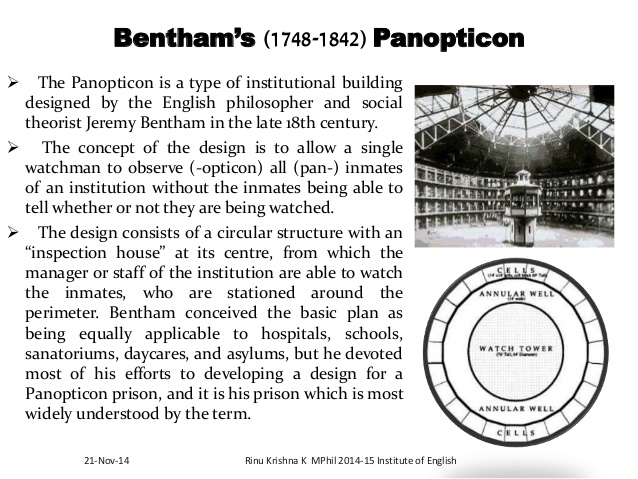 Bentham's (1748-1842) Panopticon
➢ The Panopticon is a type of institutional building
designed by the English philosopher and social
theorist Jeremy Bentham in the late 18th century.
➢ The concept of the design is to allow a single
watchman to observe (-opticon) all (pan-) inmates
of an institution without the inmates being able to
tell whether or not they are being watched.
➢ The design consists of a circular structure with an
“inspection house” at its centre, from which the
manager or staff of the institution are able to watch
the inmates, who are stationed around the
perimeter. Bentham conceived the basic plan as
being equally applicable to hospitals, schools,
sanatoriums, daycares, and asylums, but he devoted
most of his efforts to developing a design for a
Panopticon prison, and it is his prison which is most
widely understood by the term.
CELLS
ANNULAR WELL
WATCH TOWER
ANNULAR WELL
CELLS
21-Nov-14
Rinu Krishna K MPhil 2014-15 Institute of English